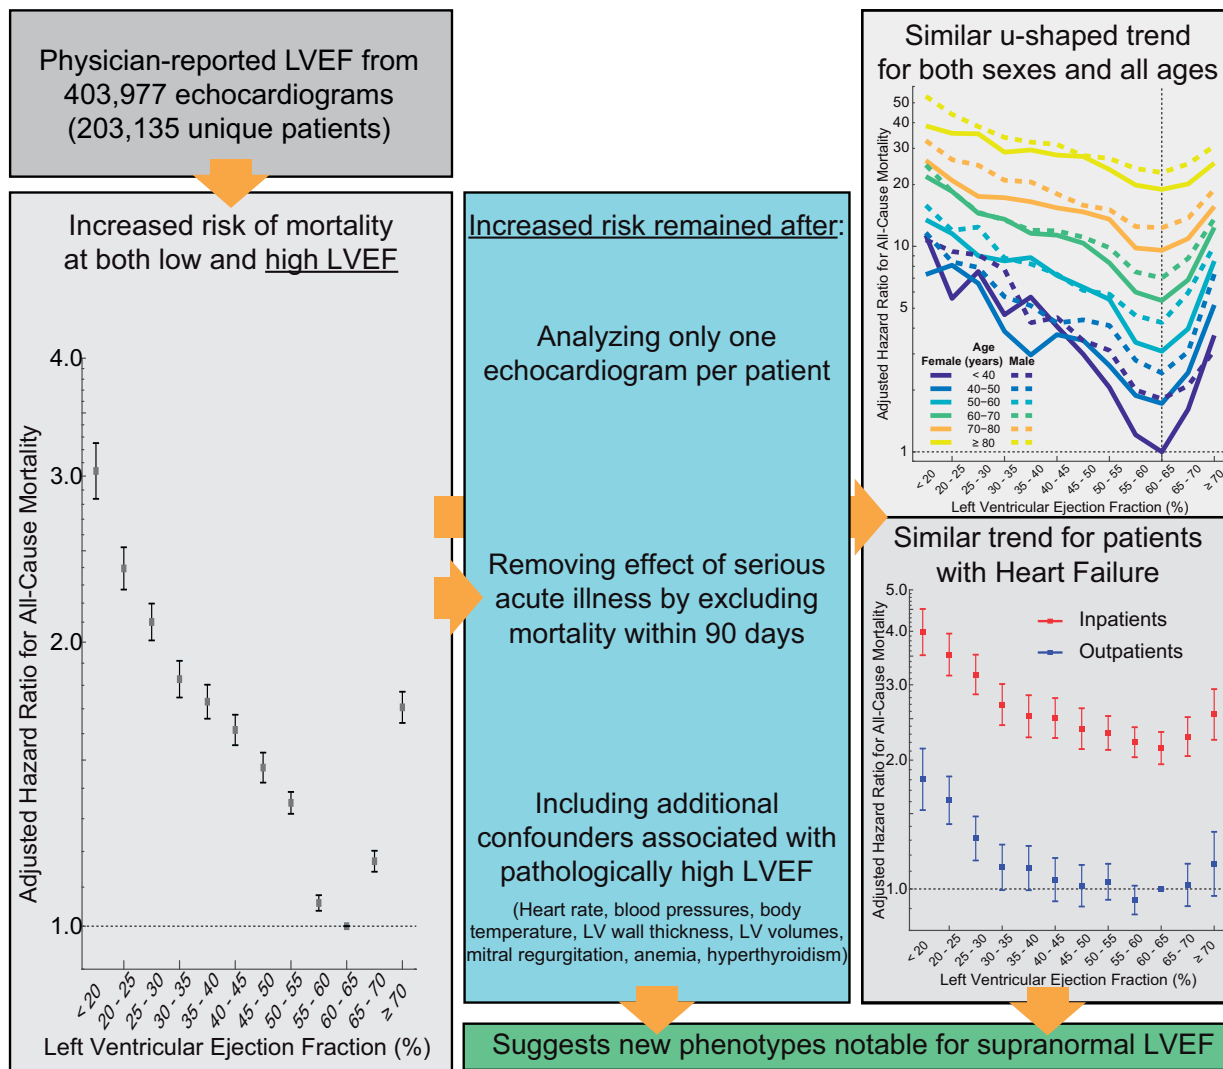 Physician-reported LVEF from
403,977 echocardiograms
(203,135 unique patients)
Increased risk of mortality
at both low and high LVEF
Adjusted Hazard Ratio for All-Cause Mortality
4.0
3.0
2.0
1.0
< 20
20 - 25
25 - 30
30 - 35
35 - 40
40 - 45
45 - 50
50 - 55
55 - 60
60 - 65
65 - 70
≥ 70
Left Ventricular Ejection Fraction (%)
Increased risk remained after:
Analyzing only one
echocardiogram per patient
Removing effect of serious
acute illness by excluding
mortality within 90 days
Including additional
confounders associated with
pathologically high LVEF
(Heart rate, blood pressures, body
temperature, LV wall thickness, LV volumes,
mitral regurgitation, anemia, hyperthyroidism)
Similar u-shaped trend
for both sexes and all ages
Adjusted Hazard Ratio for All-Cause Mortality
50
40
30
20
10
5
2
1
Age
Female (years) Male
< 40
40−50
50−60
60−70
70−80
≥ 80
< 20
20 - 25
25 - 30
30 - 35
35 - 40
40 - 45
45 - 50
50 - 55
55 - 60
60 - 65
65 - 70
≥ 70
Left Ventricular Ejection Fraction (%)
Similar trend for patients
with Heart Failure
Adjusted Hazard Ratio for All-Cause Mortality
5.0
4.0
3.0
2.0
1.0
Inpatients
Outpatients
< 20
20 - 25
25 - 30
30 - 35
35 - 40
40 - 45
45 - 50
50 - 55
55 - 60
60 - 65
65 - 70
≥ 70
Left Ventricular Ejection Fraction (%)
Suggests new phenotypes notable for supranormal LVEF